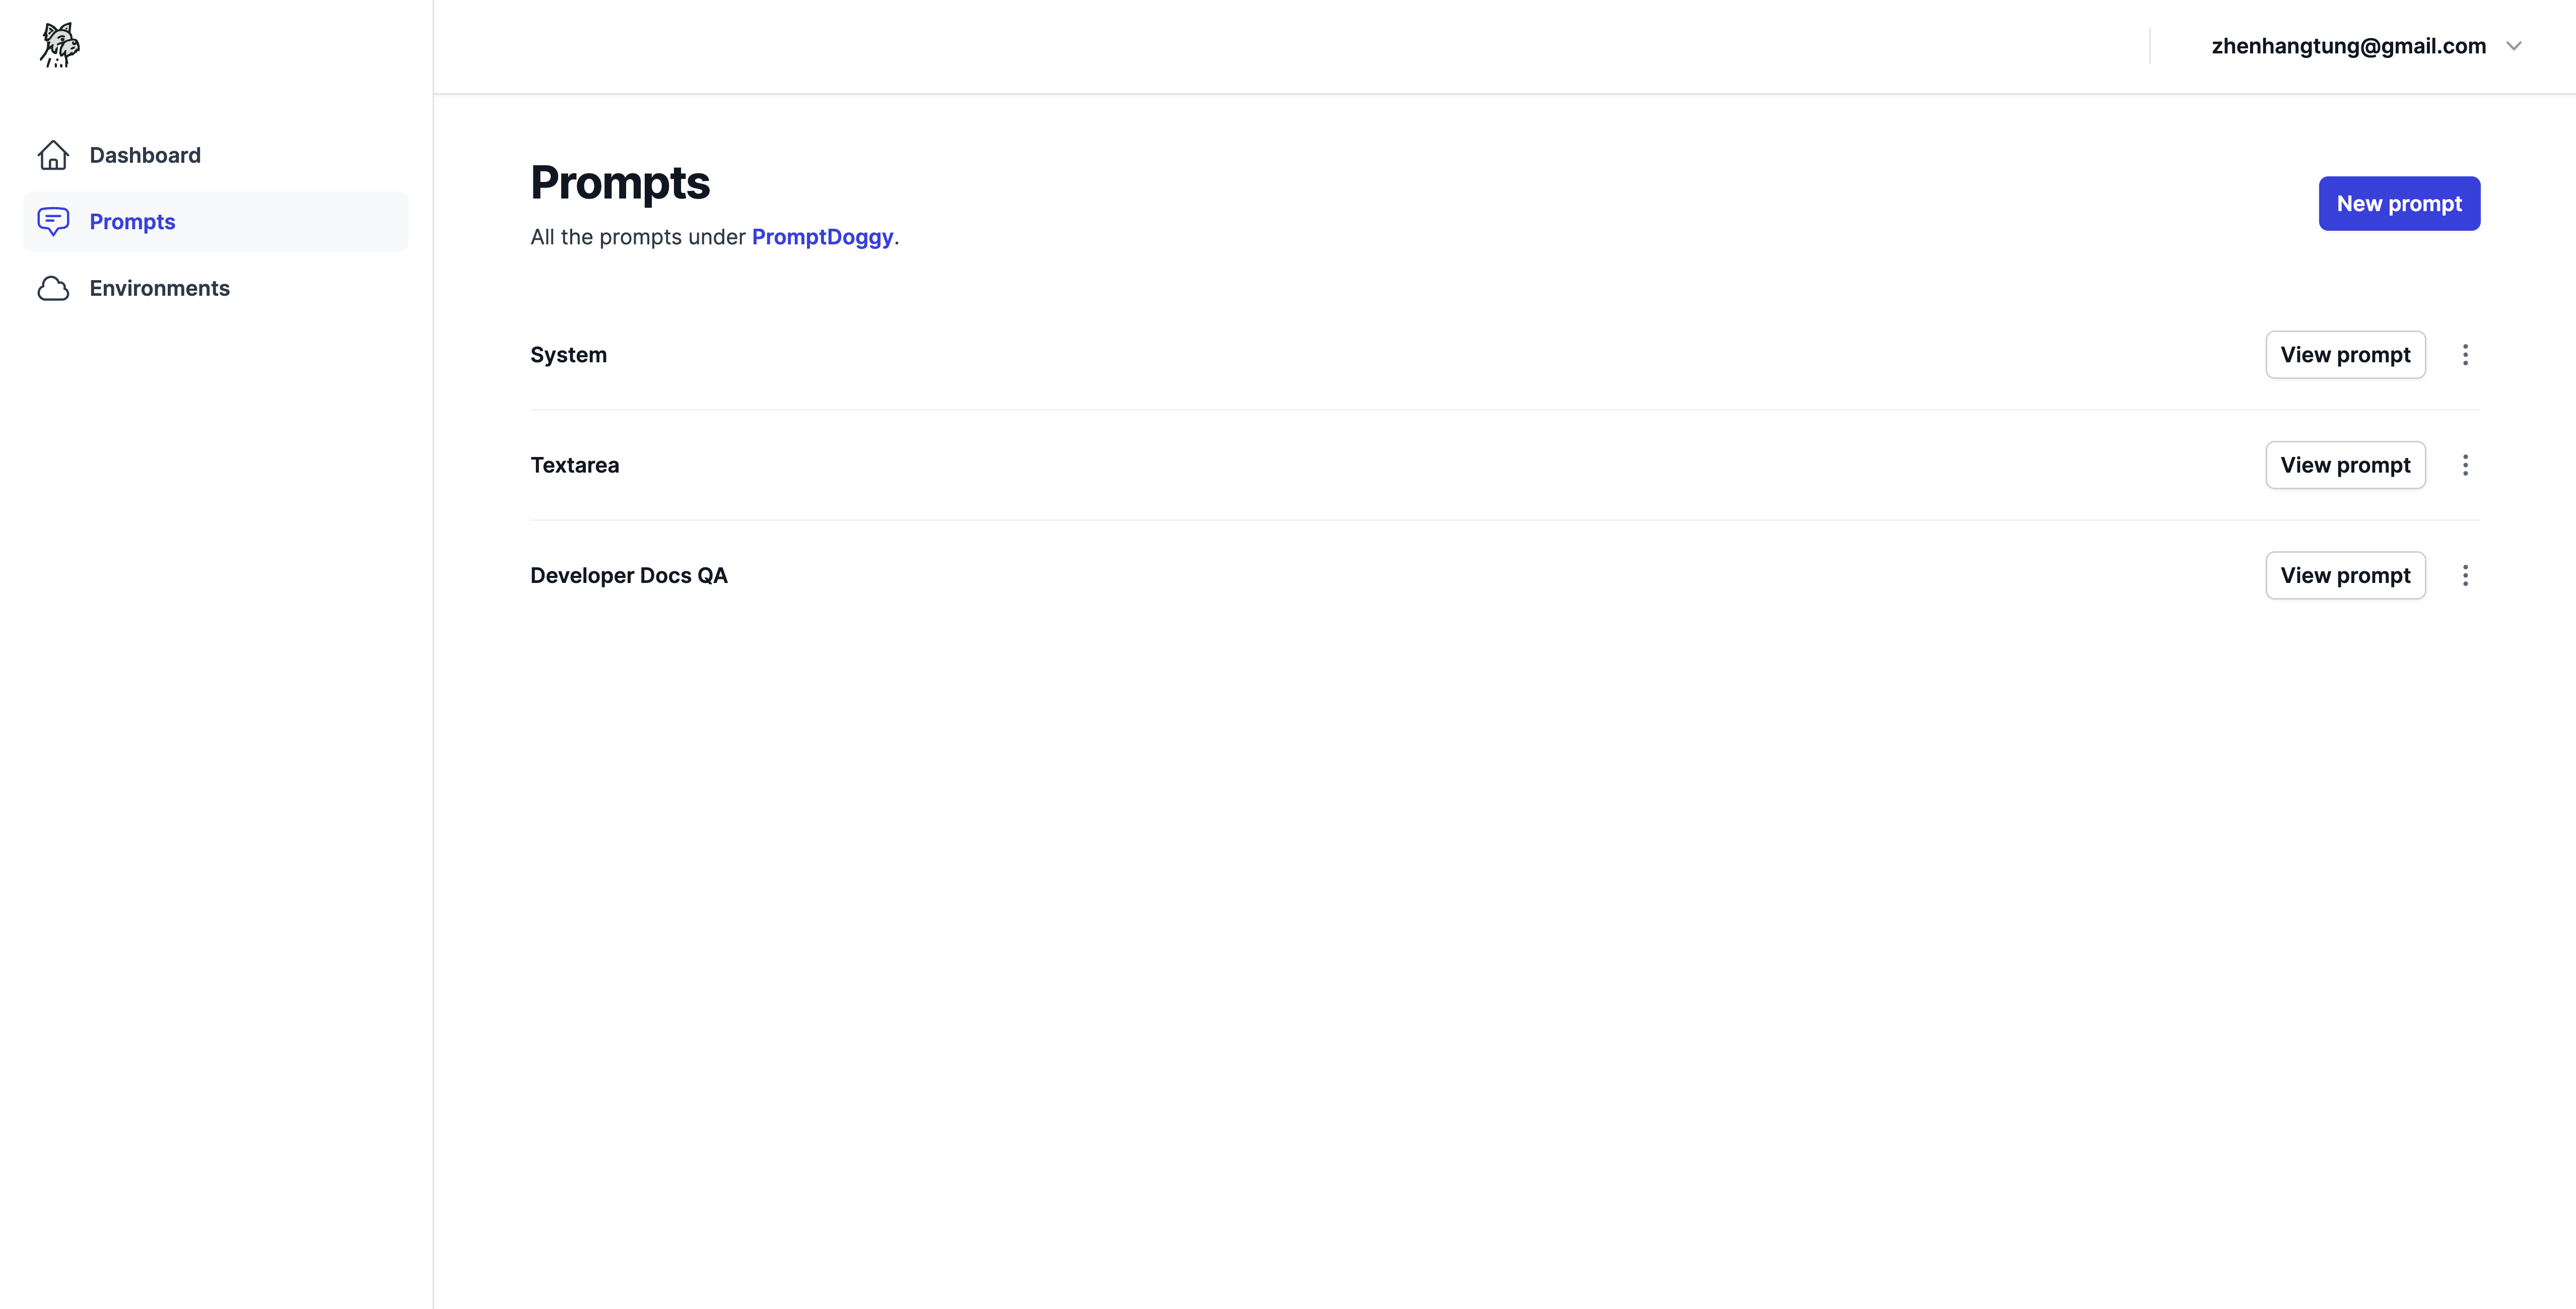 zhenhangtung@gmail.com
Dashboard
Prompts
Environments
Prompts
All the prompts under PromptDoggy.
New prompt
System
View prompt
Textarea
View prompt
Developer Docs QA
View prompt